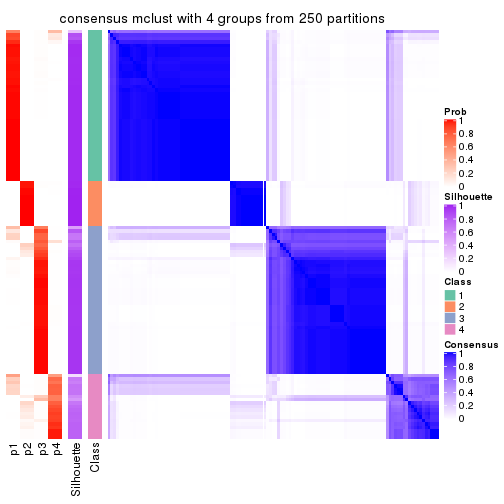 consensus mclust with 4 groups from 250 partitions
Prob
1
0.8
0.6
0.4
0.2
0
Silhouette
1
0.8
0.6
0.4
0.2
0
Class
1
2
3
4
Consensus
1
0.8
0.6
0.4
0.2
0
p1
p2
p3
p4
Silhouette
Class